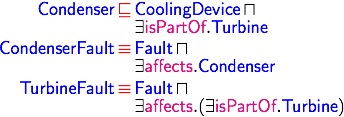 Condenser ⊑ CoolingDevice ⊓
∃isPartOf.Turbine
CondenserFault ≡ Fault ⊓
∃affects.Condenser
TurbineFault ≡ Fault ⊓
∃affects.(∃isPartOf.Turbine)